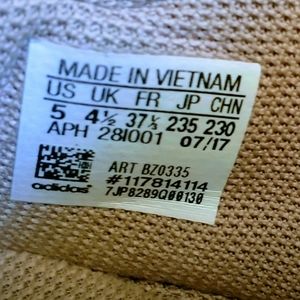 MADE IN VIETNAM
US UK FR JP CHN
5 4½ 37⅓ 235 230
APH 28I001 07/17
ART BZ0335
#117814114
adidas 7JP8289Q00130